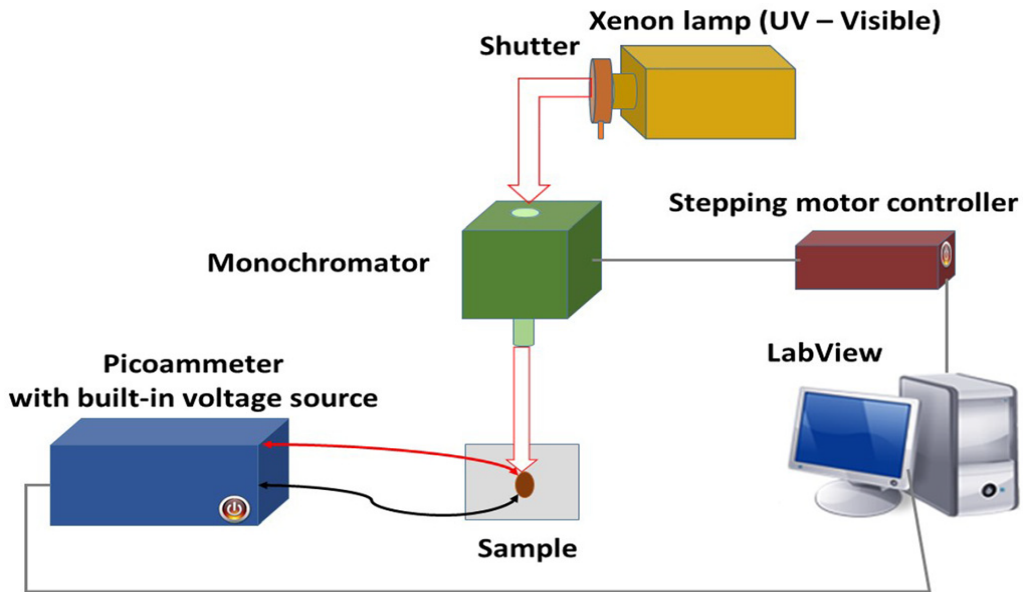 Xenon lamp (UV – Visible)
Shutter
Stepping motor controller
Monochromator
LabView
Picoammeter
with built-in voltage source
Sample